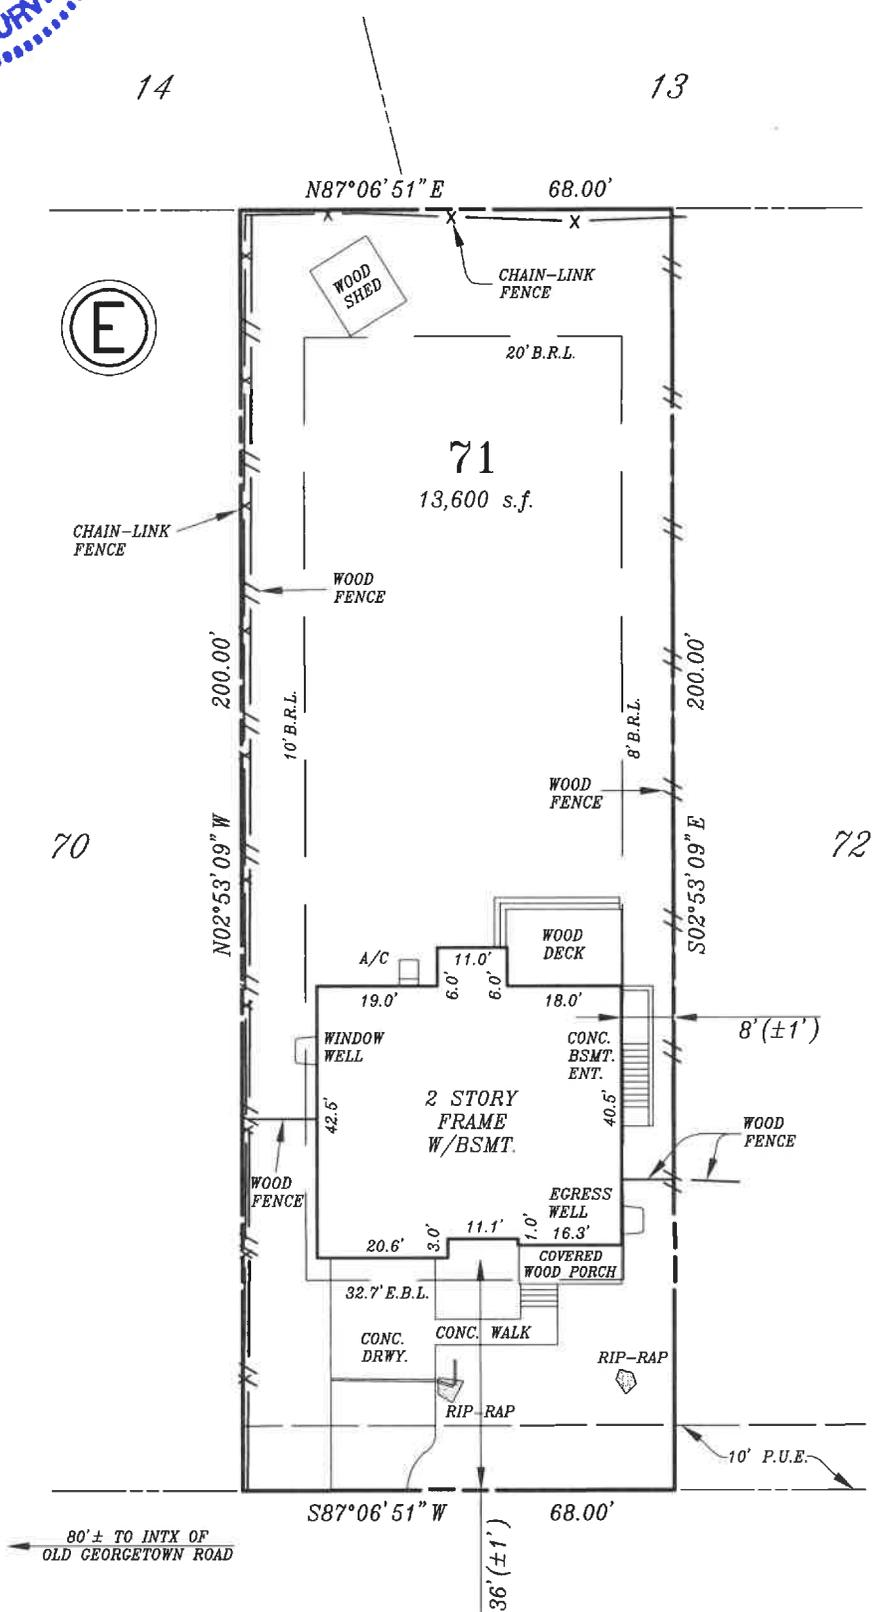 14
13
N87°06'51"E 68.00'
WOOD
SHED
CHAIN-LINK
FENCE
E
20' B.R.L.
71
13,600 s.f.
CHAIN-LINK
FENCE
WOOD
FENCE
200.00'
200.00'
10' B.R.L.
8' B.R.L.
WOOD
FENCE
70
72
N02°53'09" W
S02°53'09" E
WOOD
DECK
A/C
11.0'
6.0'
6.0'
19.0'
18.0'
8'(±1')
WINDOW
WELL
CONC.
BSMT.
ENT.
42.5'
40.5'
2 STORY
FRAME
W/BSMT.
WOOD
FENCE
WOOD
FENCE
EGRESS
WELL
20.6'
3.0'
11.1'
1.0'
16.3'
COVERED
WOOD PORCH
32.7' E.B.L.
CONC.
DRWY.
CONC. WALK
RIP-RAP
RIP-RAP
10' P.U.E.
S87°06'51" W 68.00'
80'± TO INTX OF
OLD GEORGETOWN ROAD
36'(±1')